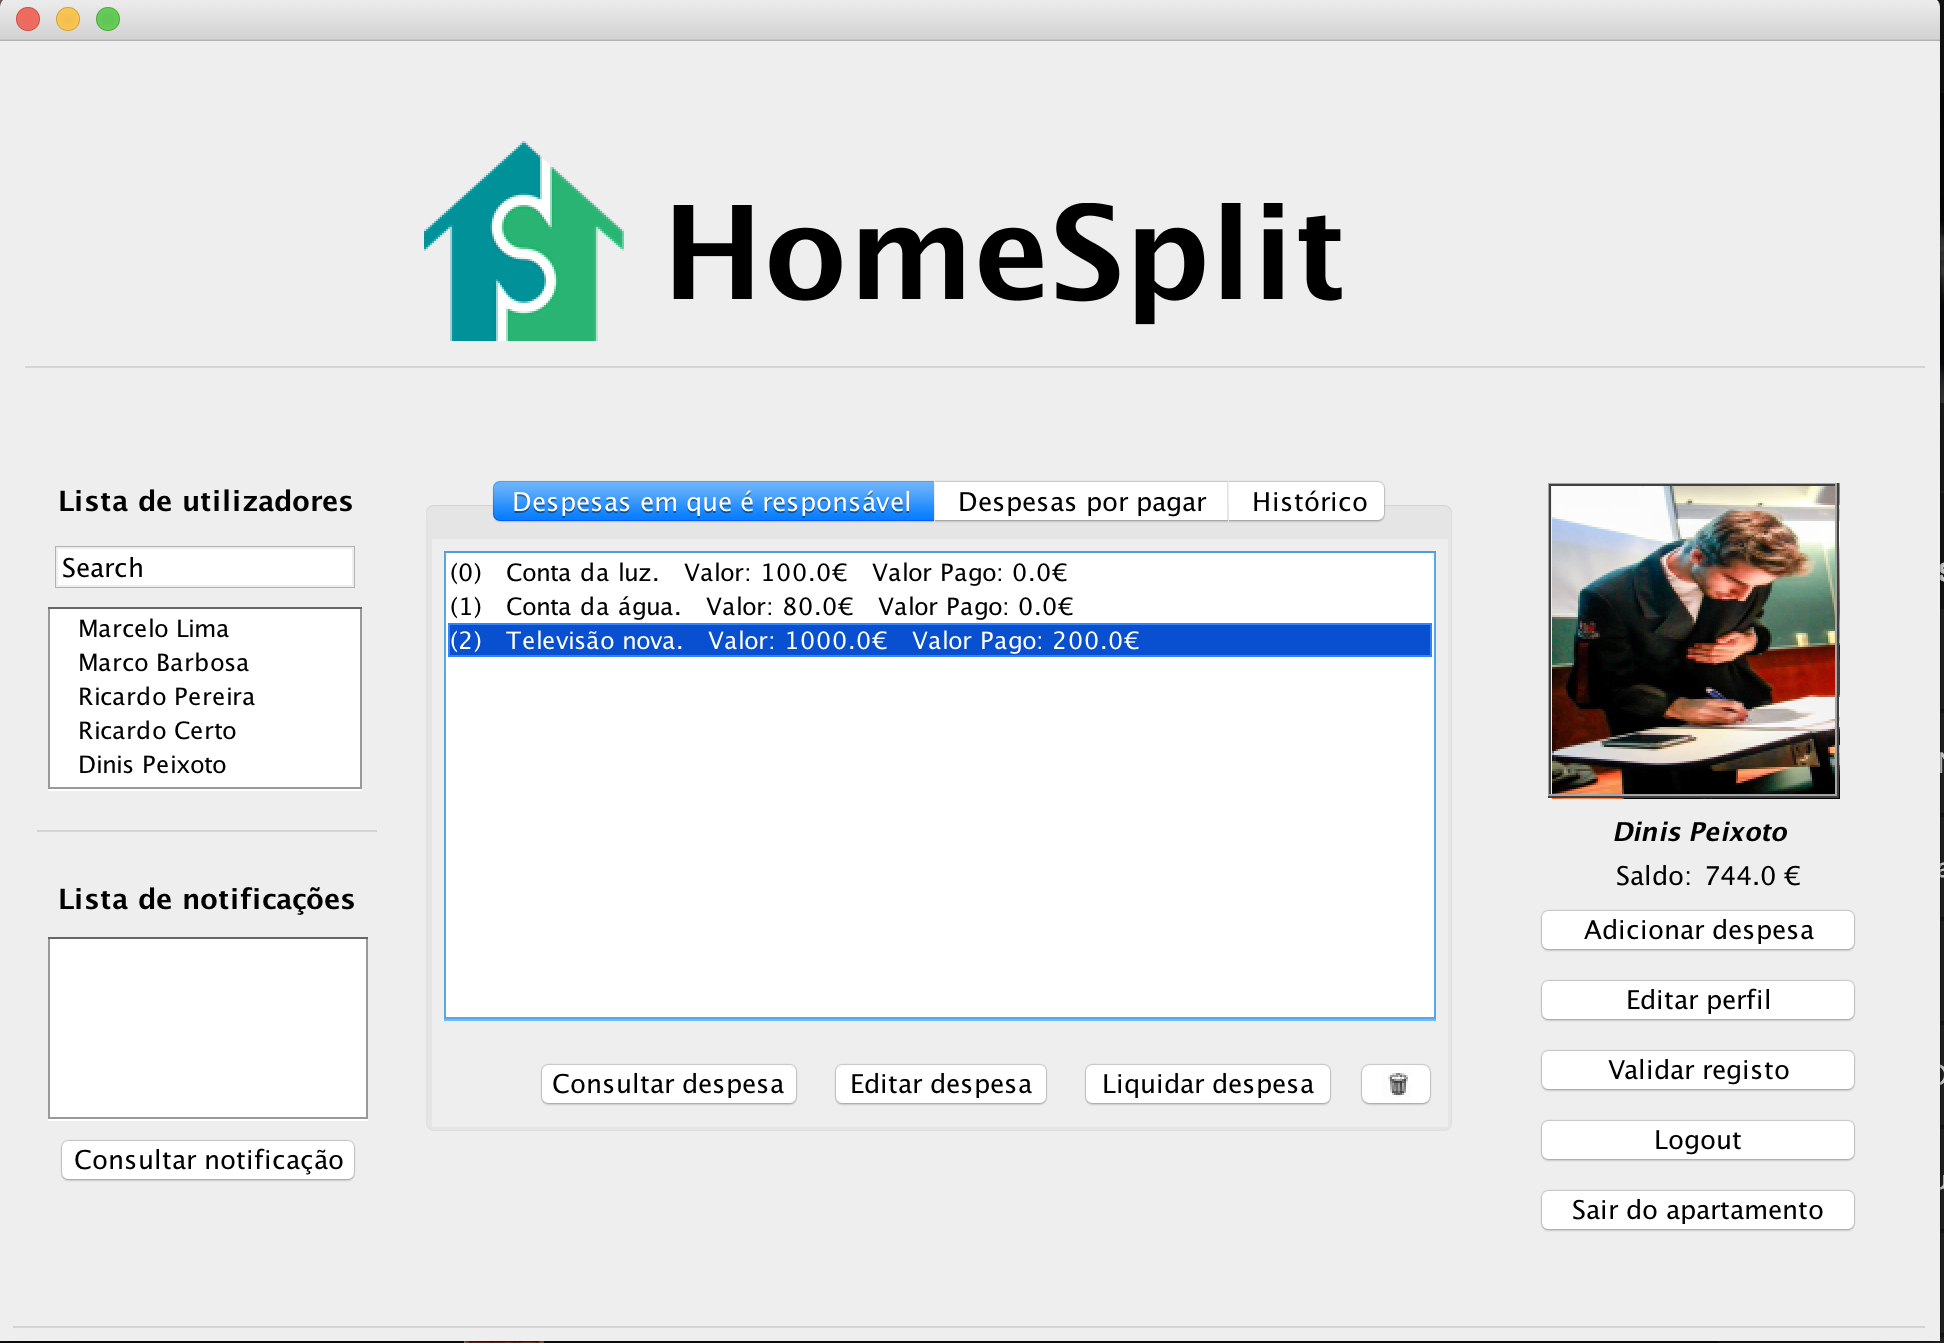 HomeSplit
Lista de utilizadores
Search
Marcelo Lima
Marco Barbosa
Ricardo Pereira
Ricardo Certo
Dinis Peixoto
Lista de notificações
Consultar notificação
Despesas em que é responsável
Despesas por pagar
Histórico
(0) Conta da luz. Valor: 100.0€ Valor Pago: 0.0€
(1) Conta da água. Valor: 80.0€ Valor Pago: 0.0€
(2) Televisão nova. Valor: 1000.0€ Valor Pago: 200.0€
Consultar despesa
Editar despesa
Liquidar despesa
Dinis Peixoto
Saldo: 744.0 €
Adicionar despesa
Editar perfil
Validar registo
Logout
Sair do apartamento